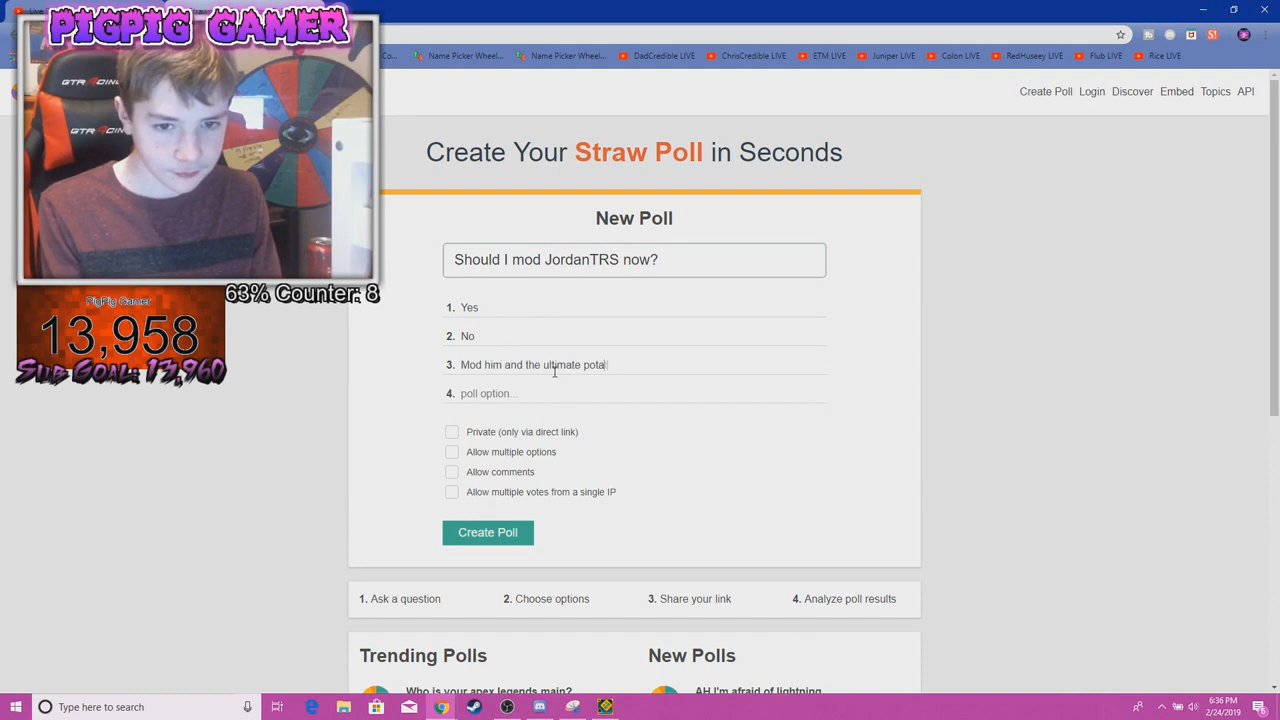 Live
PIGPIG GAMER
GTR RACING
GTR
63% Counter: 8
PigPig Gamer
13,958
Sub Goal: 13,960
Co...
Name Picker Wheel...
Name Picker Wheel...
DadCredible LIVE
ChrisCredible LIVE
ETM LIVE
Juniper LIVE
Colon LIVE
RedHuseey LIVE
Flub LIVE
Rice LIVE
Create Poll Login Discover Embed Topics API
Create Your Straw Poll in Seconds
New Poll
Should I mod JordanTRS now?
1. Yes
2. No
3. Mod him and the ultimate pota
4. poll option...
Private (only via direct link)
Allow multiple options
Allow comments
Allow multiple votes from a single IP
Create Poll
1. Ask a question
2. Choose options
3. Share your link
4. Analyze poll results
Trending Polls
New Polls
Who is your apex legends main?
AH I'm afraid of lightning
Type here to search
6:36 PM
2/24/2019
6